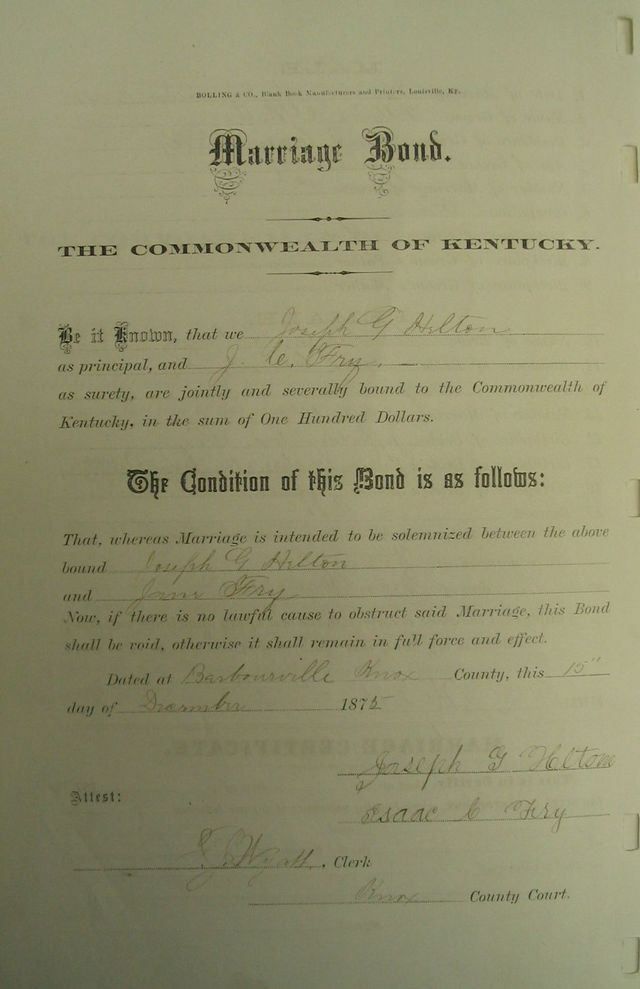 BOLLING & CO., Blank Book Manufacturers and Printers, Louisville, Ky.
Marriage Bond.
THE COMMONWEALTH OF KENTUCKY.
Be it Known, that we Joseph G Hilton
as principal, and J. C. Fry.
as surety, are jointly and severally bound to the Commonwealth of
Kentucky, in the sum of One Hundred Dollars.
The Condition of this Bond is as follows:
That, whereas Marriage is intended to be solemnized between the above
bound Joseph G Hilton
and Jane Fry
Now, if there is no lawful cause to obstruct said Marriage, this Bond
shall be void, otherwise it shall remain in full force and effect.
Dated at Barbourville Knox County, this 15"
day of December 1875
Joseph G Hilton
Attest:
Isaac C Fry
Wyatt, Clerk
Knox County Court.